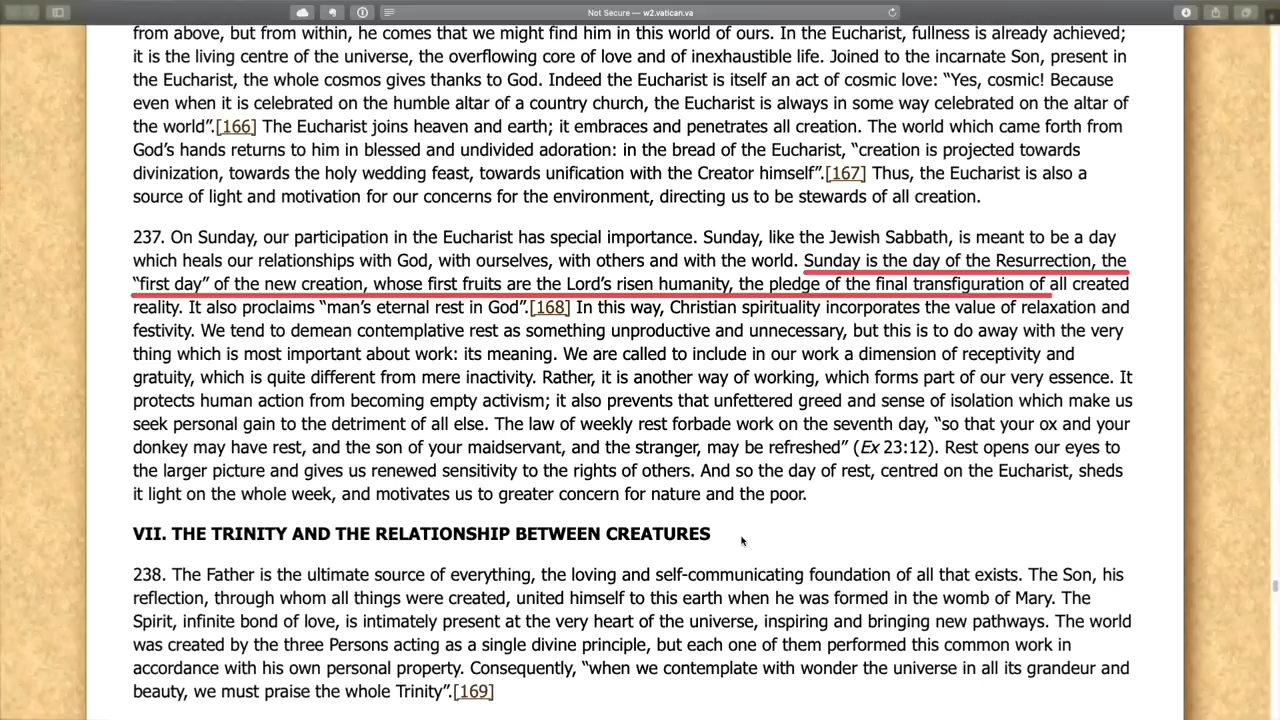 Not Secure — w2.vatican.va
from above, but from within, he comes that we might find him in this world of ours. In the Eucharist, fullness is already achieved;
it is the living centre of the universe, the overflowing core of love and of inexhaustible life. Joined to the incarnate Son, present in
the Eucharist, the whole cosmos gives thanks to God. Indeed the Eucharist is itself an act of cosmic love: “Yes, cosmic! Because
even when it is celebrated on the humble altar of a country church, the Eucharist is always in some way celebrated on the altar of
the world”.[166] The Eucharist joins heaven and earth; it embraces and penetrates all creation. The world which came forth from
God’s hands returns to him in blessed and undivided adoration: in the bread of the Eucharist, “creation is projected towards
divinization, towards the holy wedding feast, towards unification with the Creator himself”.[167] Thus, the Eucharist is also a
source of light and motivation for our concerns for the environment, directing us to be stewards of all creation.
237. On Sunday, our participation in the Eucharist has special importance. Sunday, like the Jewish Sabbath, is meant to be a day
which heals our relationships with God, with ourselves, with others and with the world. Sunday is the day of the Resurrection, the
“first day” of the new creation, whose first fruits are the Lord’s risen humanity, the pledge of the final transfiguration of all created
reality. It also proclaims “man’s eternal rest in God”.[168] In this way, Christian spirituality incorporates the value of relaxation and
festivity. We tend to demean contemplative rest as something unproductive and unnecessary, but this is to do away with the very
thing which is most important about work: its meaning. We are called to include in our work a dimension of receptivity and
gratuity, which is quite different from mere inactivity. Rather, it is another way of working, which forms part of our very essence. It
protects human action from becoming empty activism; it also prevents that unfettered greed and sense of isolation which make us
seek personal gain to the detriment of all else. The law of weekly rest forbade work on the seventh day, “so that your ox and your
donkey may have rest, and the son of your maidservant, and the stranger, may be refreshed” (Ex 23:12). Rest opens our eyes to
the larger picture and gives us renewed sensitivity to the rights of others. And so the day of rest, centred on the Eucharist, sheds
it light on the whole week, and motivates us to greater concern for nature and the poor.
VII. THE TRINITY AND THE RELATIONSHIP BETWEEN CREATURES
238. The Father is the ultimate source of everything, the loving and self-communicating foundation of all that exists. The Son, his
reflection, through whom all things were created, united himself to this earth when he was formed in the womb of Mary. The
Spirit, infinite bond of love, is intimately present at the very heart of the universe, inspiring and bringing new pathways. The world
was created by the three Persons acting as a single divine principle, but each one of them performed this common work in
accordance with his own personal property. Consequently, “when we contemplate with wonder the universe in all its grandeur and
beauty, we must praise the whole Trinity”.[169]